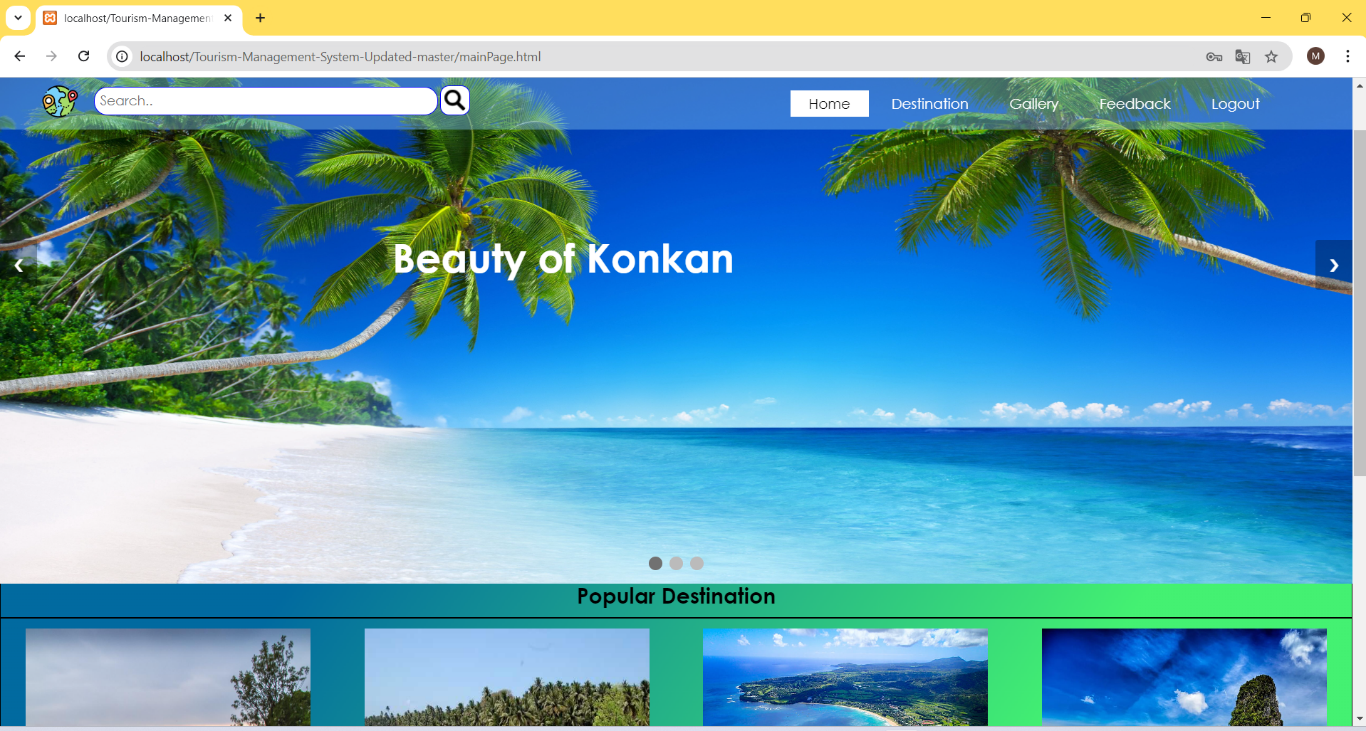 localhost/Tourism-Management
localhost/Tourism-Management-System-Updated-master/mainPage.html
M
Search..
Home
Destination
Gallery
Feedback
Logout
Beauty of Konkan
❮
❯
Popular Destination